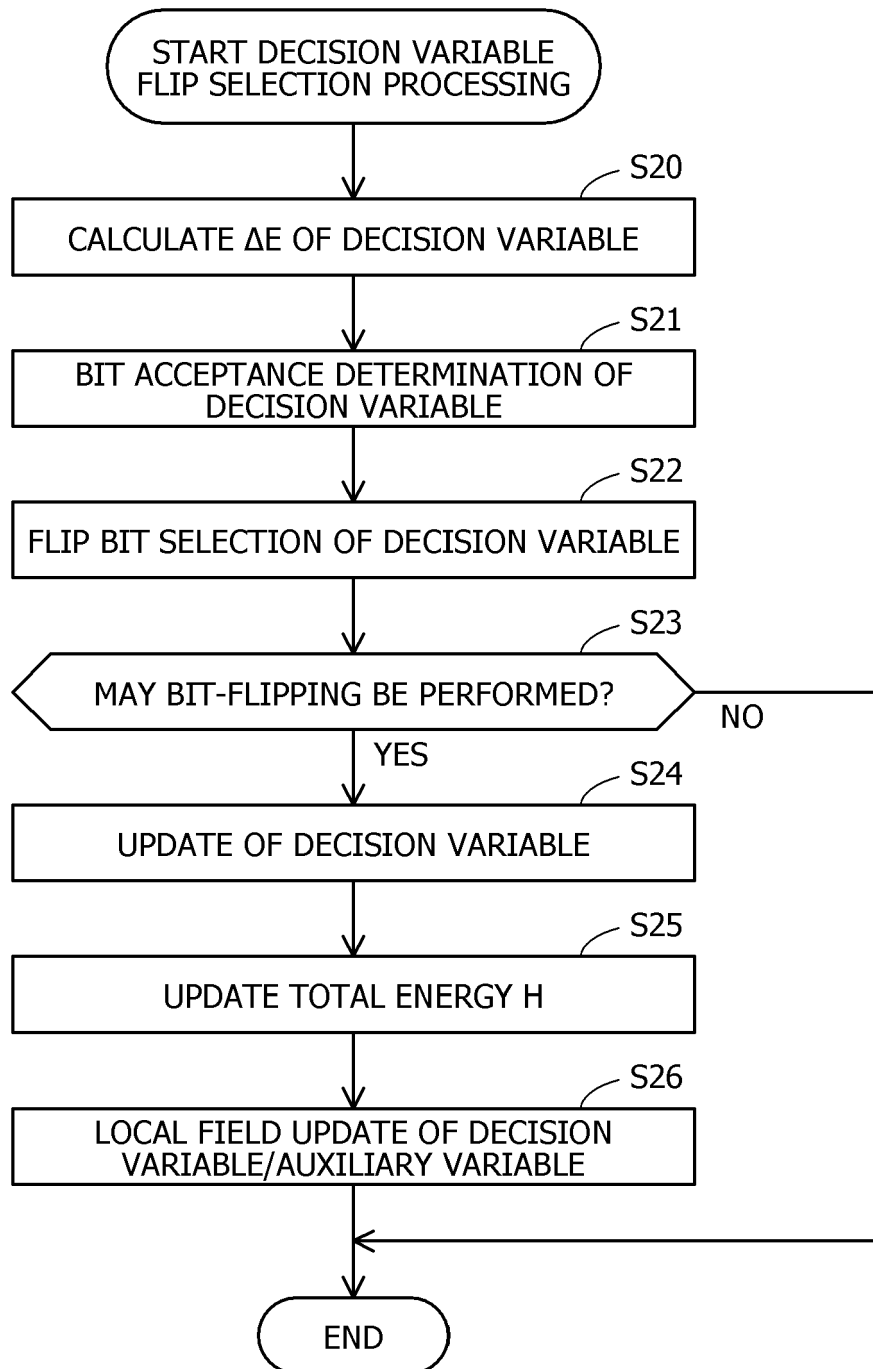 START DECISION VARIABLE
FLIP SELECTION PROCESSING
S20
CALCULATE ΔE OF DECISION VARIABLE
S21
BIT ACCEPTANCE DETERMINATION OF
DECISION VARIABLE
S22
FLIP BIT SELECTION OF DECISION VARIABLE
S23
MAY BIT-FLIPPING BE PERFORMED?
NO
YES
S24
UPDATE OF DECISION VARIABLE
S25
UPDATE TOTAL ENERGY H
S26
LOCAL FIELD UPDATE OF DECISION
VARIABLE/AUXILIARY VARIABLE
END